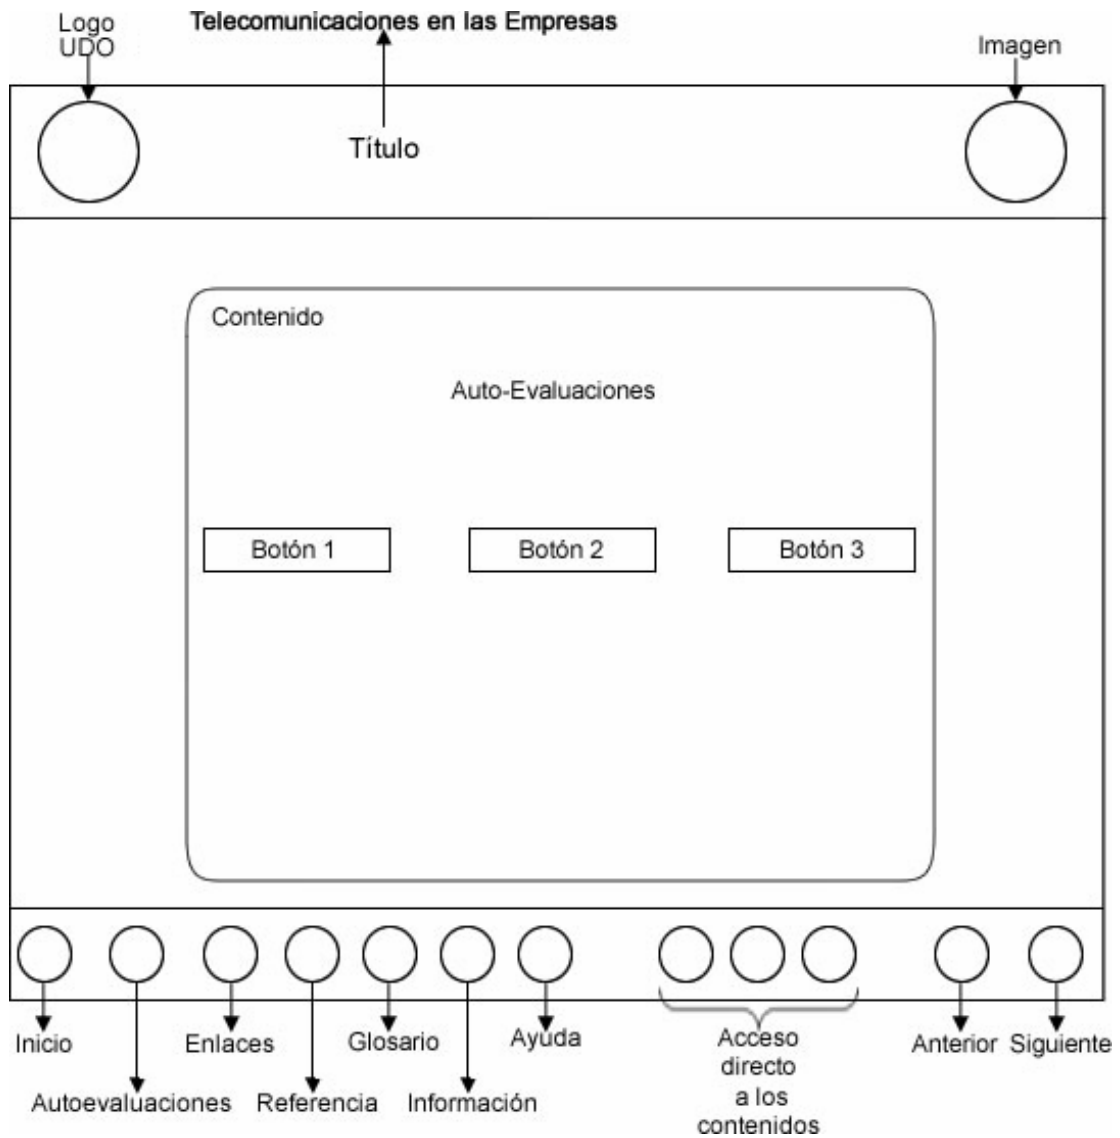 Logo
UDO
Telecomunicaciones en las Empresas
Imagen
Título
Contenido
Auto-Evaluaciones
Botón 1
Botón 2
Botón 3
Inicio
Enlaces
Glosario
Ayuda
Acceso
directo
a los
contenidos
Anterior
Siguiente
Autoevaluaciones
Referencia
Información